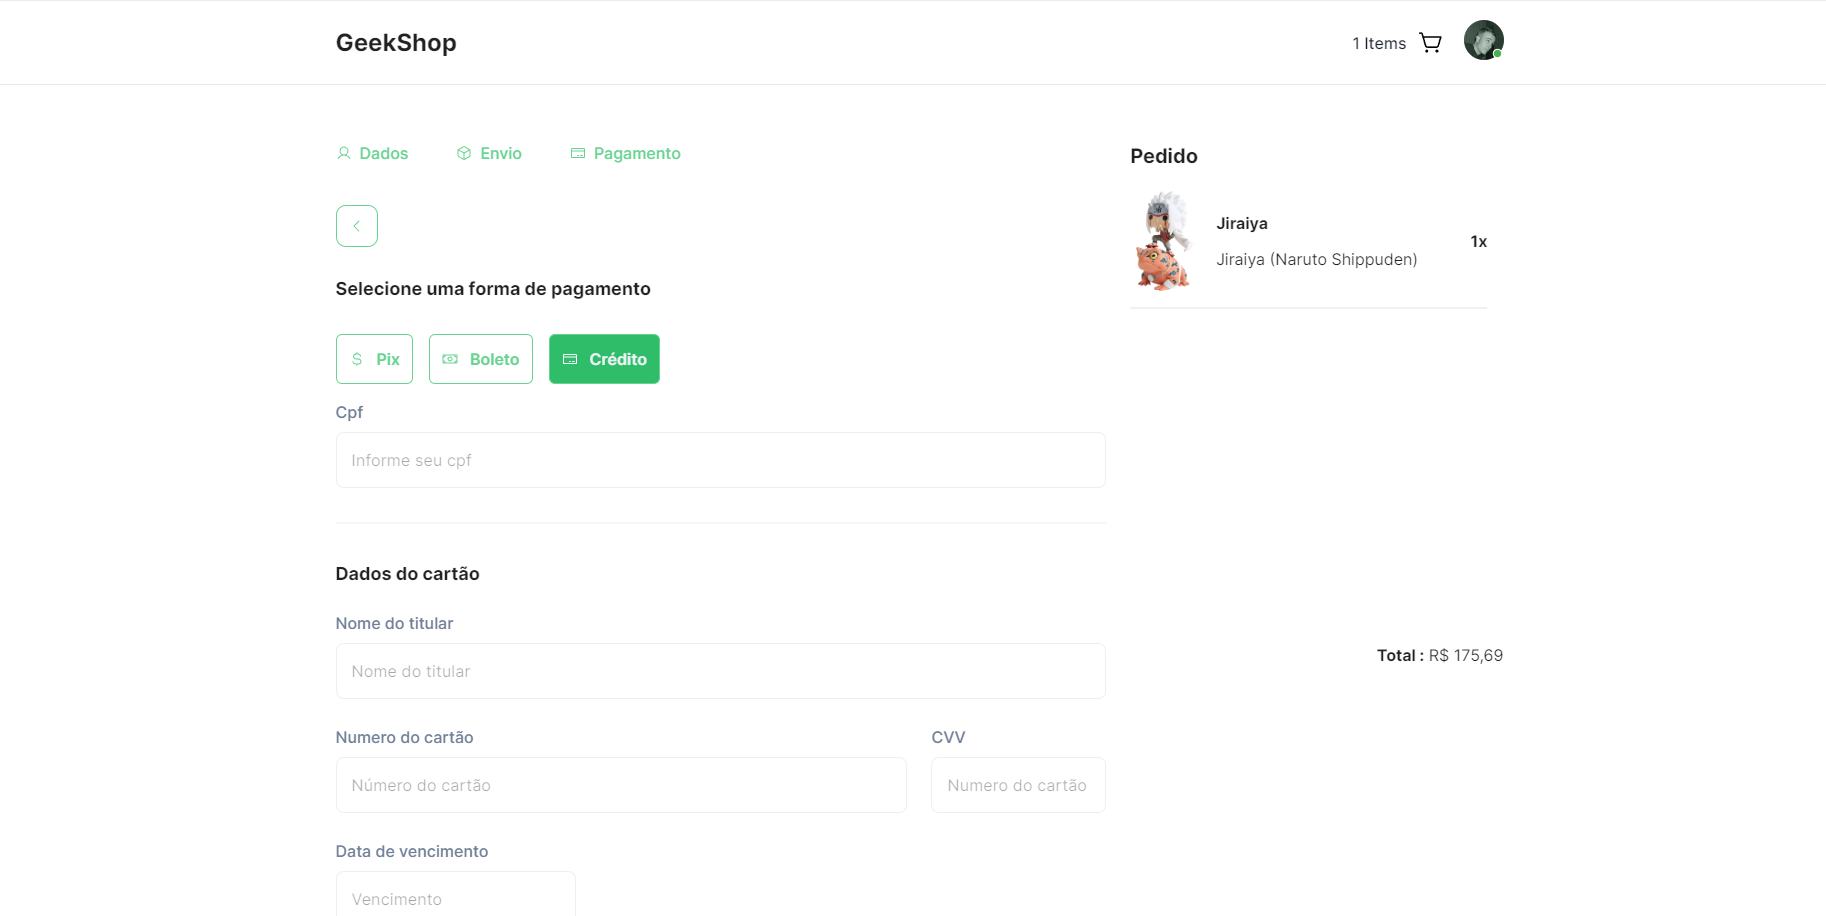 GeekShop
1 Items
Dados
Envio
Pagamento
Selecione uma forma de pagamento
Pix
Boleto
Crédito
Cpf
Informe seu cpf
Dados do cartão
Nome do titular
Nome do titular
Numero do cartão
CVV
Número do cartão
Numero do cartão
Data de vencimento
Vencimento
Pedido
Jiraiya
Jiraiya (Naruto Shippuden)
1x
Total : R$ 175,69